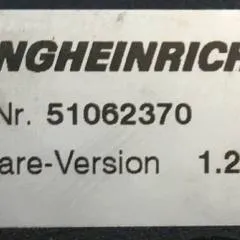 NGHEINRICH
Nr. 51062370
are-Version 1.2